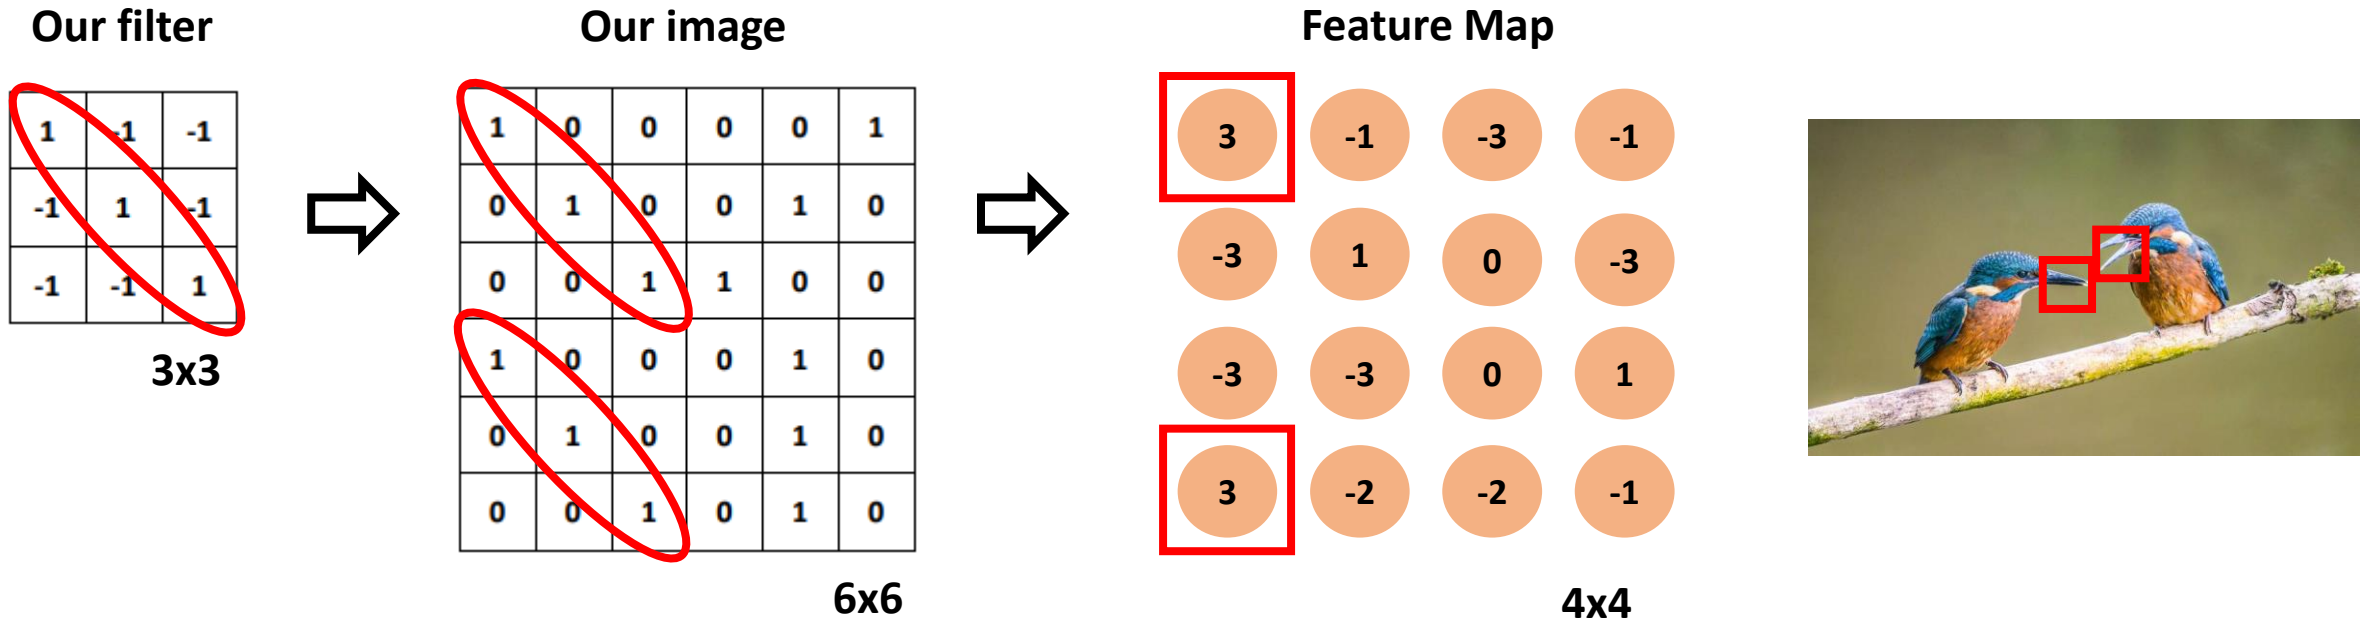 Our filter
Our image
Feature Map
1 -1 -1
-1 1 -1
-1 -1 1
3x3
1 0 0 0 0 1
0 1 0 0 1 0
0 0 1 1 0 0
1 0 0 0 1 0
0 1 0 0 1 0
0 0 1 0 1 0
6x6
3 -1 -3 -1
-3 1 0 -3
-3 -3 0 1
3 -2 -2 -1
4x4